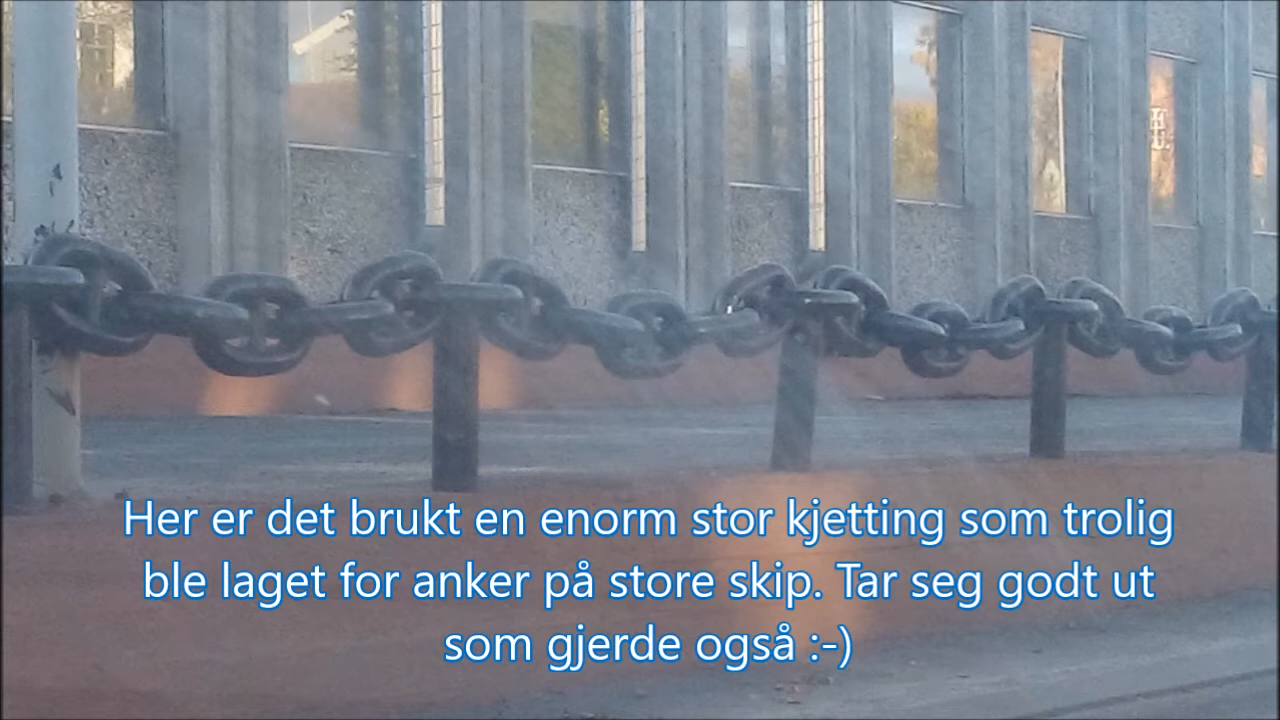 Her er det brukt en enorm stor kjetting som trolig
ble laget for anker på store skip. Tar seg godt ut
som gjerde også :-)